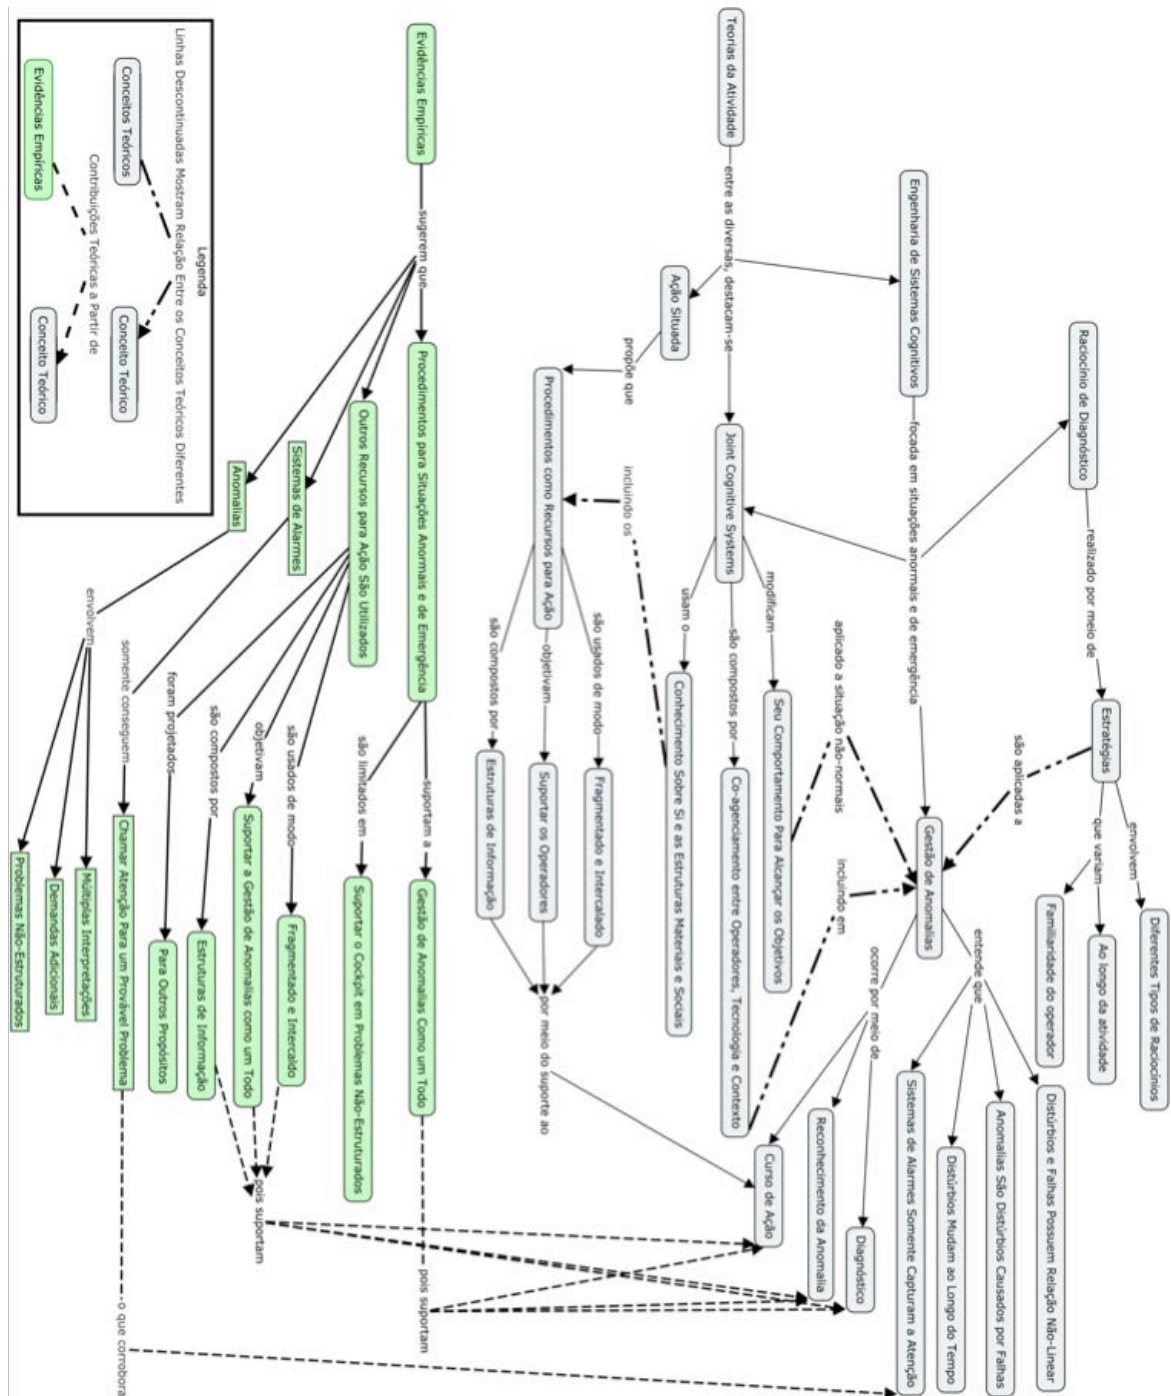 Diferentes Tipos de Raciocínios
envolvem
Ao longo da atividade
Estratégias
que variam
realizado por meio de
Raciocínio de Diagnóstico
Familiaridade do operador
Distúrbios e Falhas Possuem Relação Não-Linear
são aplicadas a
Anomalias São Distúrbios Causados por Falhas
entende que
Distúrbios Mudam ao Longo do Tempo
Engenharia de Sistemas Cognitivos
focada em situações anormais e de emergência
Gestão de Anomalias
Sistemas de Alarmes Somente Capturam a Atenção
ocorre por meio de
Diagnóstico
incluindo em
aplicado a situação não-normais
Reconhecimento da Anomalia
modificam
Seu Comportamento Para Alcançar os Objetivos
Curso de Ação
Teorias da Atividade
entre as diversas, destacam-se
Joint Cognitive Systems
são compostos por
Co-agenciamento entre Operadores, Tecnologia e Contexto
usam o
Conhecimento Sobre Si e as Estruturas Materiais e Sociais
Ação Situada
propõe que
incluindo os
são usados de modo
Fragmentado e Intercalado
Procedimentos como Recursos para Ação
objetivam
Suportar os Operadores
por meio do suporte ao
são compostos por
Estruturas de Informação
Evidências Empíricas
sugerem que
Procedimentos para Situações Anormais e de Emergência
suportam a
Gestão de Anomalias Como um Todo
pois suportam
são limitados em
Suportar o Cockpit em Problemas Não-Estruturados
Outros Recursos para Ação São Utilizados
são usados de modo
Fragmentado e Intercaldo
objetivam
Suportar a Gestão de Anomalias como um Todo
pois suportam
são compostos por
Estruturas de Informação
foram projetados
Para Outros Propósitos
Sistemas de Alarmes
somente conseguem
Chamar Atenção Para um Provável Problema
o que corrobora
Anomalias
envolvem
Múltiplas Interpretações
Demandas Adicionais
Problemas Não-Estruturados
Legenda
Linhas Descontinuadas Mostram Relação Entre os Conceitos Teóricos Diferentes
Conceitos Teóricos
Conceito Teórico
Contribuições Teóricas a Partir de
Evidências Empíricas
Conceito Teórico